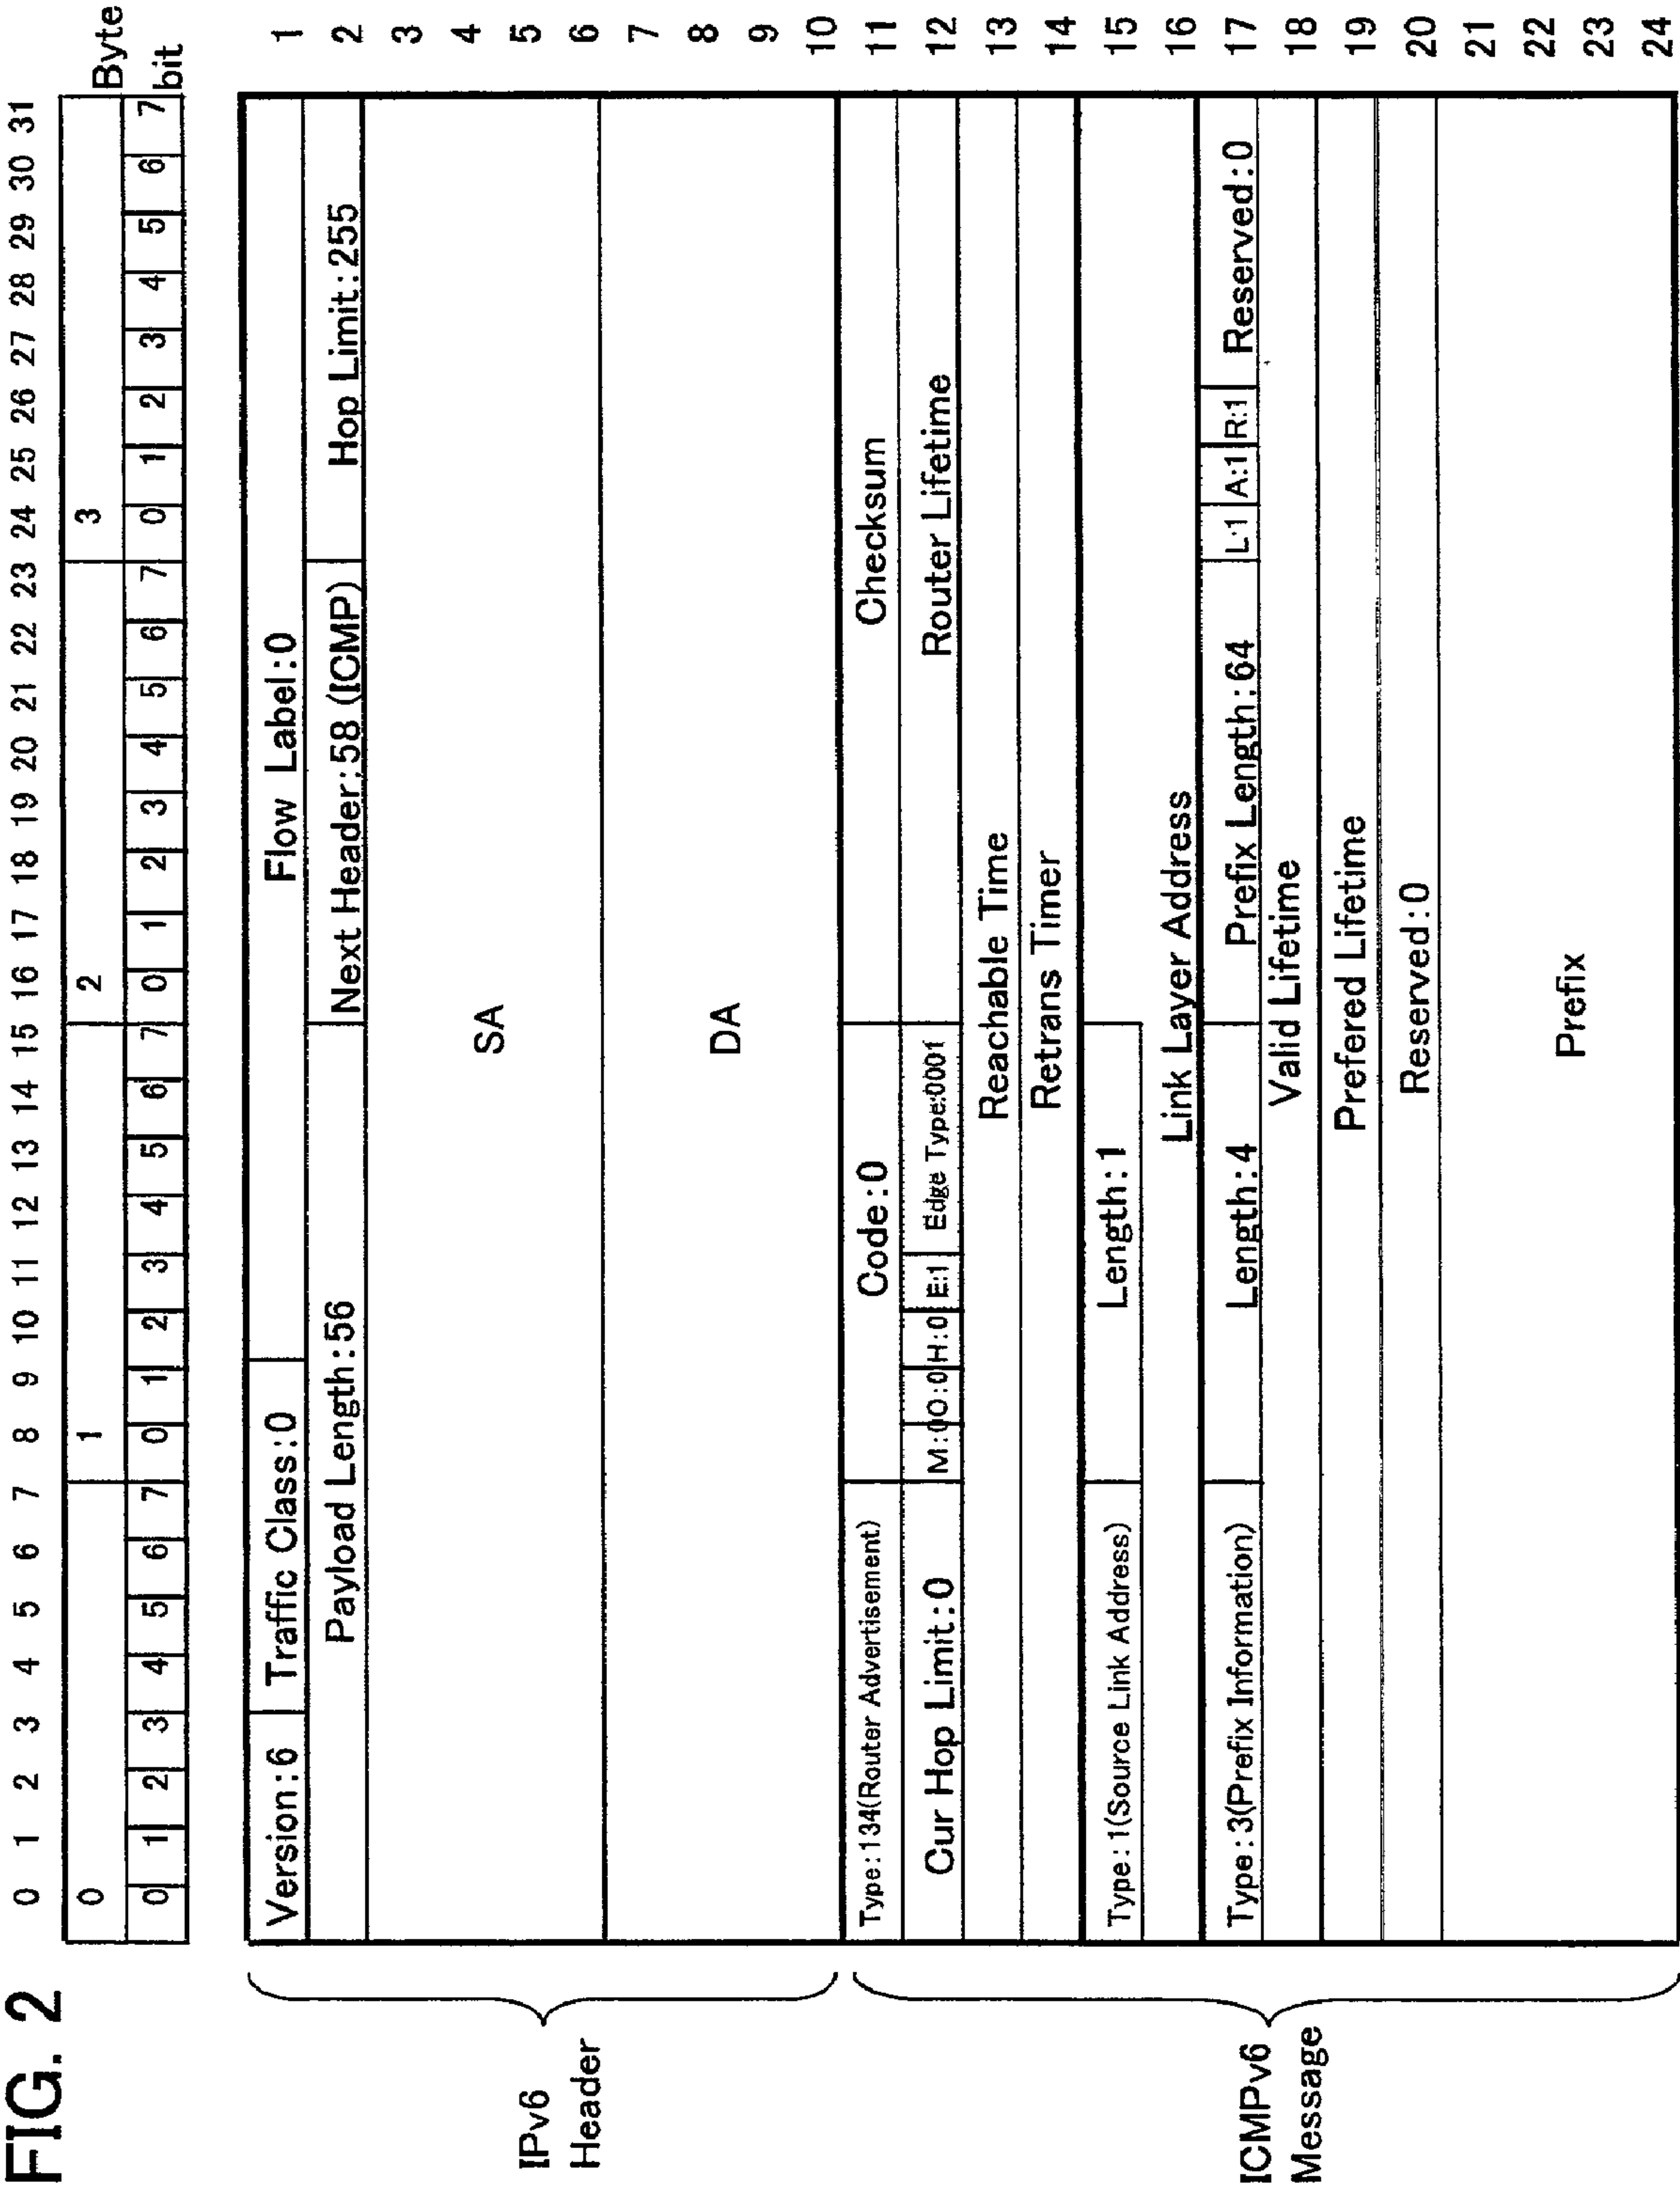 FIG. 2
0 1 2 3 4 5 6 7 8 9 10 11 12 13 14 15 16 17 18 19 20 21 22 23 24 25 26 27 28 29 30 31
0 1 2 3 Byte
0 1 2 3 4 5 6 7 0 1 2 3 4 5 6 7 0 1 2 3 4 5 6 7 0 1 2 3 4 5 6 7 bit
IPv6
Header
Version:6 Traffic Class:0 Flow Label:0 1
Payload Length:56 Next Header:58 (ICMP) Hop Limit:255 2
3
4
SA 5
6
7
8
DA 9
10
ICMPv6
Message
Type:134(Router Advertisement) Code:0 Checksum 11
Cur Hop Limit:0 M:0 O:0 H:0 E:1 Edge Type:0001 Router Lifetime 12
Reachable Time 13
Retrans Timer 14
Type:1(Source Link Address) Length:1 15
Link Layer Address 16
Type:3(Prefix Information) Length:4 Prefix Length:64 L:1 A:1 R:1 Reserved:0 17
Valid Lifetime 18
Prefered Lifetime 19
Reserved:0 20
21
22
Prefix 23
24